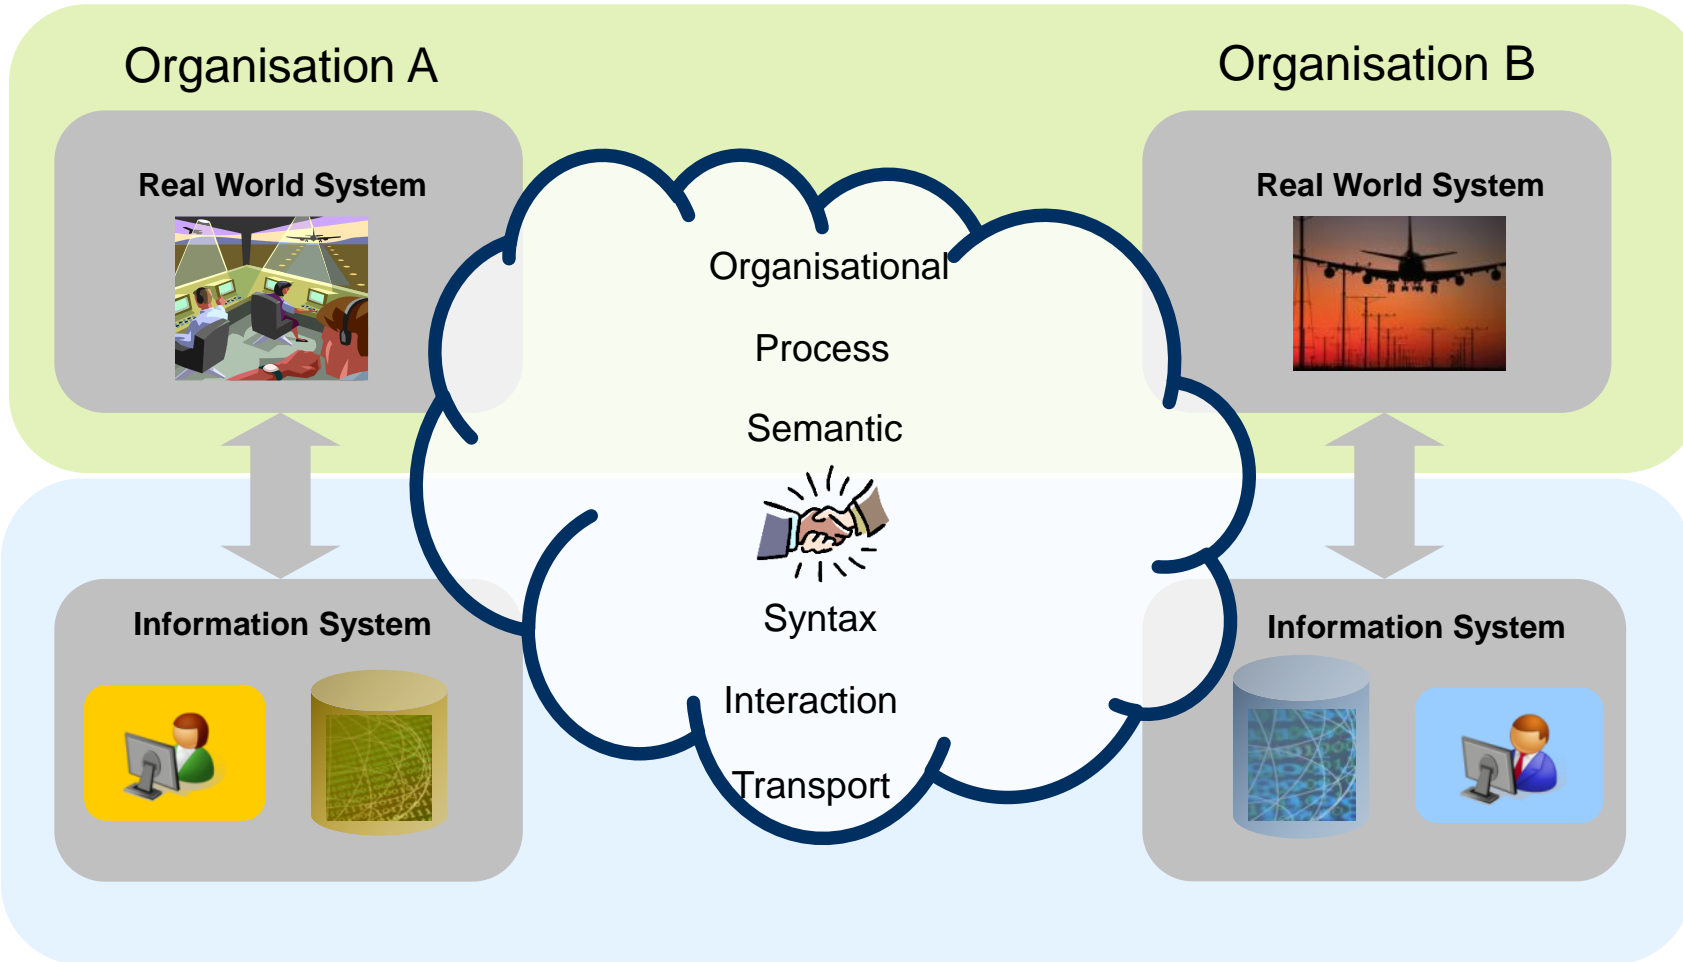 Organisation A
Organisation B
Real World System
Real World System
Organisational
Process
Semantic
Syntax
Interaction
Transport
Information System
Information System